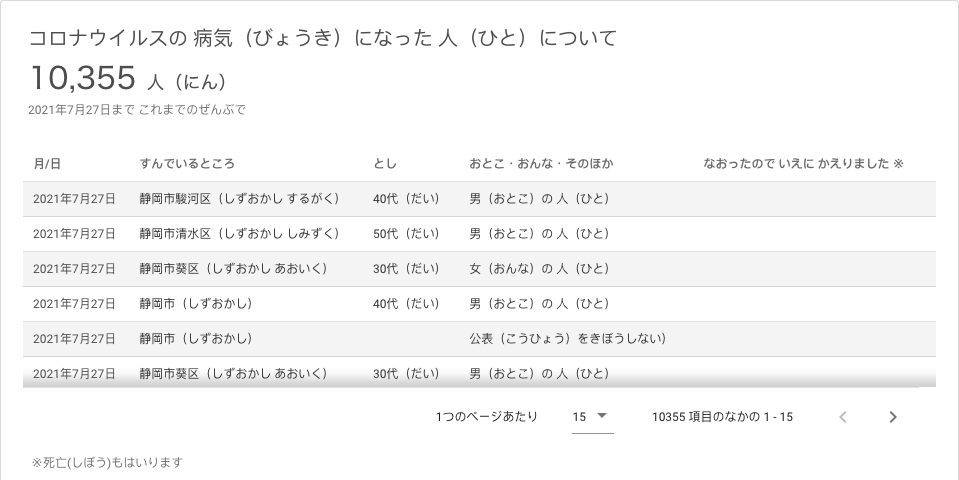 コロナウイルスの 病気（びょうき）になった 人（ひと）について
10,355 人（にん）
2021年7月27日まで これまでのぜんぶで
月/日 すんでいるところ とし おとこ・おんな・そのほか なおったので いえに かえりました ※
2021年7月27日 静岡市駿河区（しずおかし するがく） 40代（だい） 男（おとこ）の 人（ひと）
2021年7月27日 静岡市清水区（しずおかし しみずく） 50代（だい） 男（おとこ）の 人（ひと）
2021年7月27日 静岡市葵区（しずおかし あおいく） 30代（だい） 女（おんな）の 人（ひと）
2021年7月27日 静岡市（しずおかし） 40代（だい） 男（おとこ）の 人（ひと）
2021年7月27日 静岡市（しずおかし） 公表（こうひょう）をきぼうしない）
2021年7月27日 静岡市葵区（しずおかし あおいく） 30代（だい） 男（おとこ）の 人（ひと）
1つのページあたり 15 10355 項目のなかの 1 - 15
※死亡(しぼう)もはいります